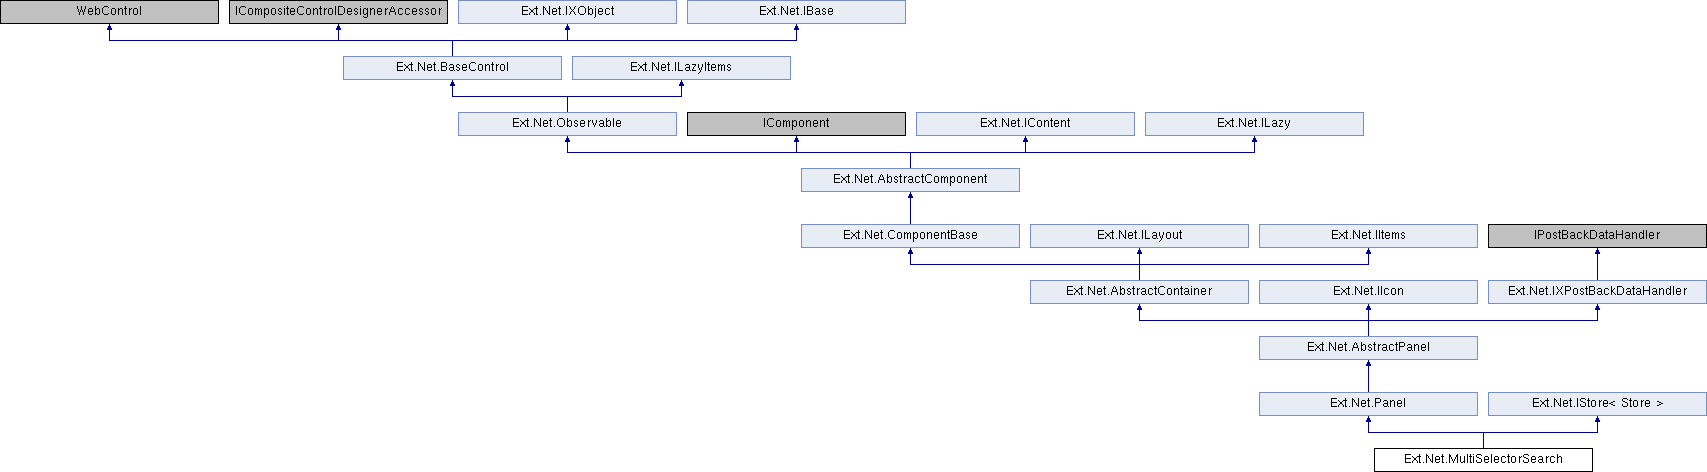 WebControl
ICompositeControlDesignerAccessor
Ext.Net.IXObject
Ext.Net.IBase
Ext.Net.BaseControl
Ext.Net.ILazyItems
Ext.Net.Observable
IComponent
Ext.Net.IContent
Ext.Net.ILazy
Ext.Net.AbstractComponent
Ext.Net.ComponentBase
Ext.Net.ILayout
Ext.Net.IItems
IPostBackDataHandler
Ext.Net.AbstractContainer
Ext.Net.IIcon
Ext.Net.IXPostBackDataHandler
Ext.Net.AbstractPanel
Ext.Net.Panel
Ext.Net.IStore< Store >
Ext.Net.MultiSelectorSearch